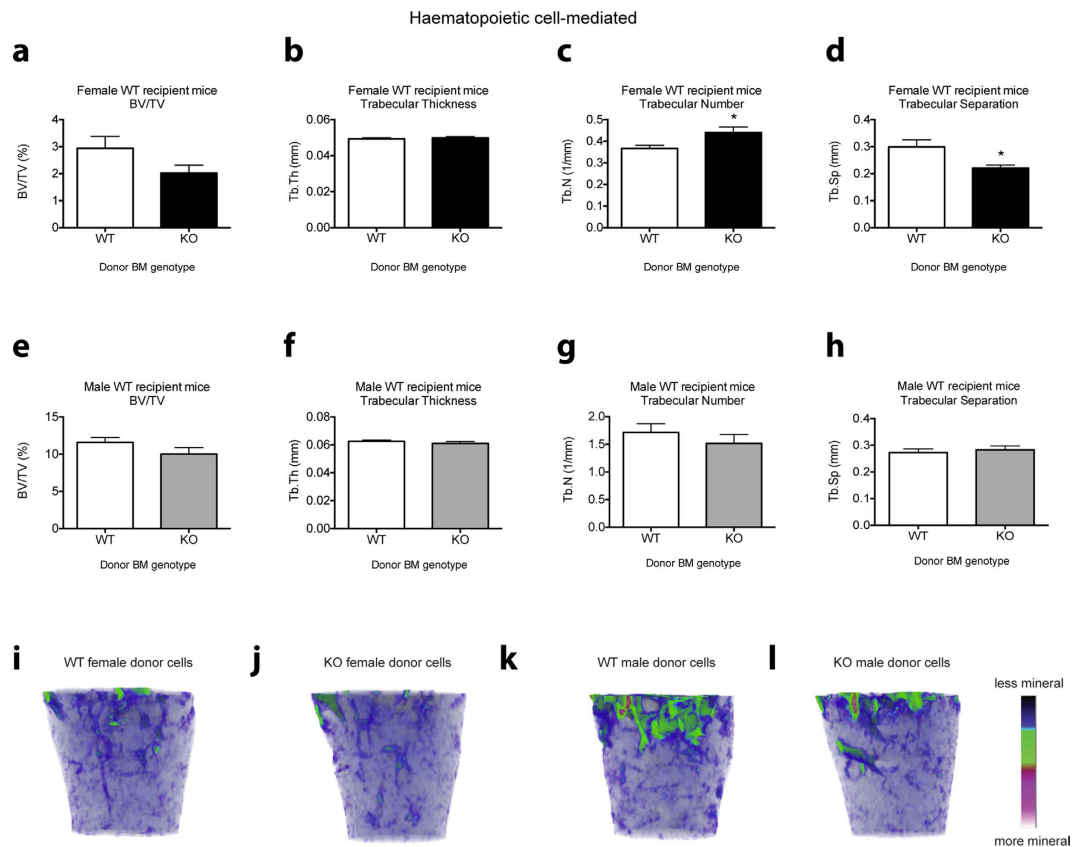 Haematopoietic cell-mediated
a
Female WT recipient mice
BV/TV
BV/TV (%)
4
3
2
1
0
WT
KO
Donor BM genotype
b
Female WT recipient mice
Trabecular Thickness
Tb.Th (mm)
0.06
0.04
0.02
0.00
WT
KO
Donor BM genotype
c
Female WT recipient mice
Trabecular Number
Tb.N (1/mm)
0.5
0.4
0.3
0.2
0.1
0.0
*
WT
KO
Donor BM genotype
d
Female WT recipient mice
Trabecular Separation
Tb.Sp (mm)
0.4
0.3
0.2
0.1
0.0
*
WT
KO
Donor BM genotype
e
Male WT recipient mice
BV/TV
BV/TV (%)
15
10
5
0
WT
KO
Donor BM genotype
f
Male WT recipient mice
Trabecular Thickness
Tb.Th (mm)
0.08
0.06
0.04
0.02
0.00
WT
KO
Donor BM genotype
g
Male WT recipient mice
Trabecular Number
Tb.N (1/mm)
2.0
1.5
1.0
0.5
0.0
WT
KO
Donor BM genotype
h
Male WT recipient mice
Trabecular Separation
Tb.Sp (mm)
0.4
0.3
0.2
0.1
0.0
WT
KO
Donor BM genotype
i
WT female donor cells
j
KO female donor cells
k
WT male donor cells
l
KO male donor cells
less mineral
more mineral